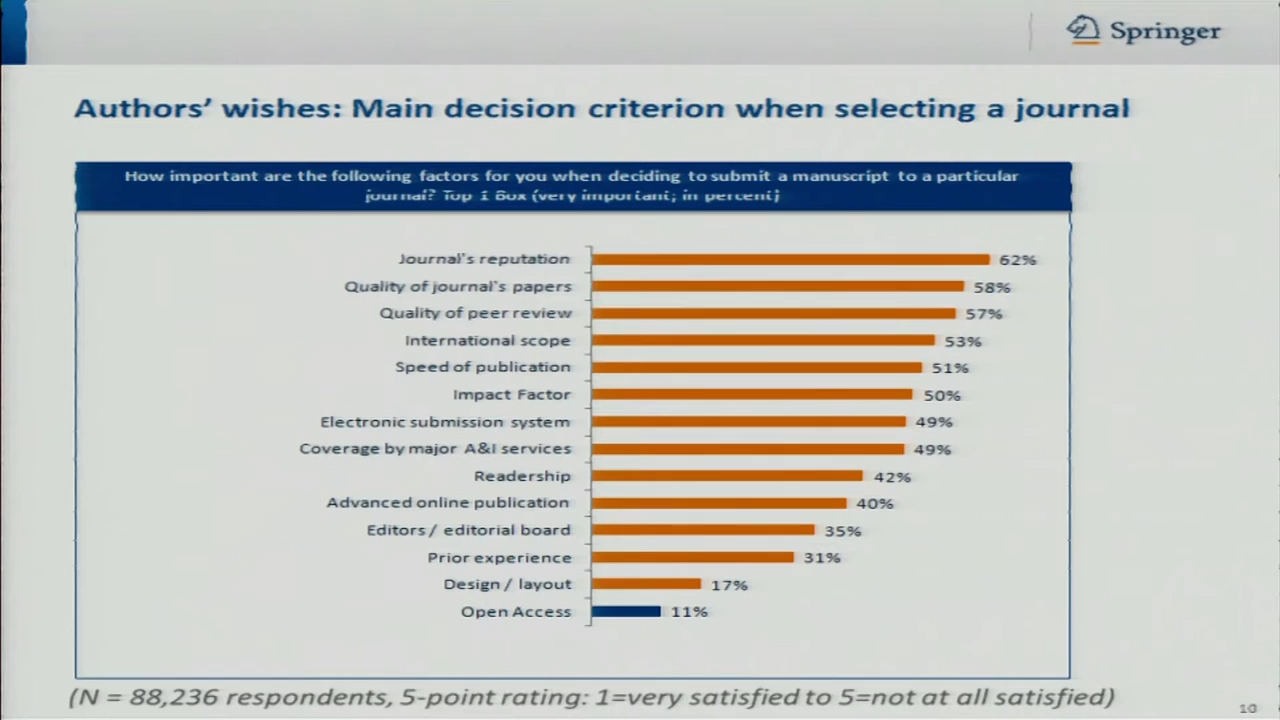 Springer
Authors' wishes: Main decision criterion when selecting a journal
How important are the following factors for you when deciding to submit a manuscript to a particular
journal? Top 1 Box (very important; in percent)
Journal's reputation 62%
Quality of journal's papers 58%
Quality of peer review 57%
International scope 53%
Speed of publication 51%
Impact Factor 50%
Electronic submission system 49%
Coverage by major A&I services 49%
Readership 42%
Advanced online publication 40%
Editors / editorial board 35%
Prior experience 31%
Design / layout 17%
Open Access 11%
(N = 88,236 respondents, 5-point rating: 1=very satisfied to 5=not at all satisfied)
10